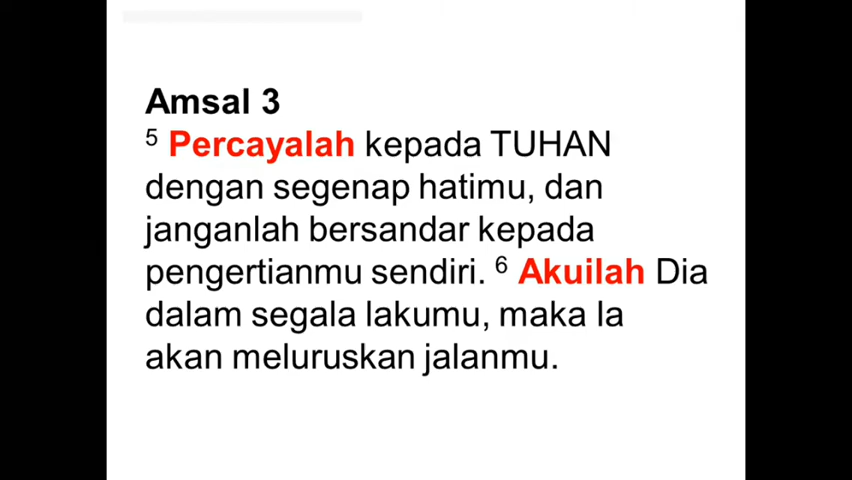 Amsal 3
5 Percayalah kepada TUHAN
dengan segenap hatimu, dan
janganlah bersandar kepada
pengertianmu sendiri. 6 Akuilah Dia
dalam segala lakumu, maka Ia
akan meluruskan jalanmu.